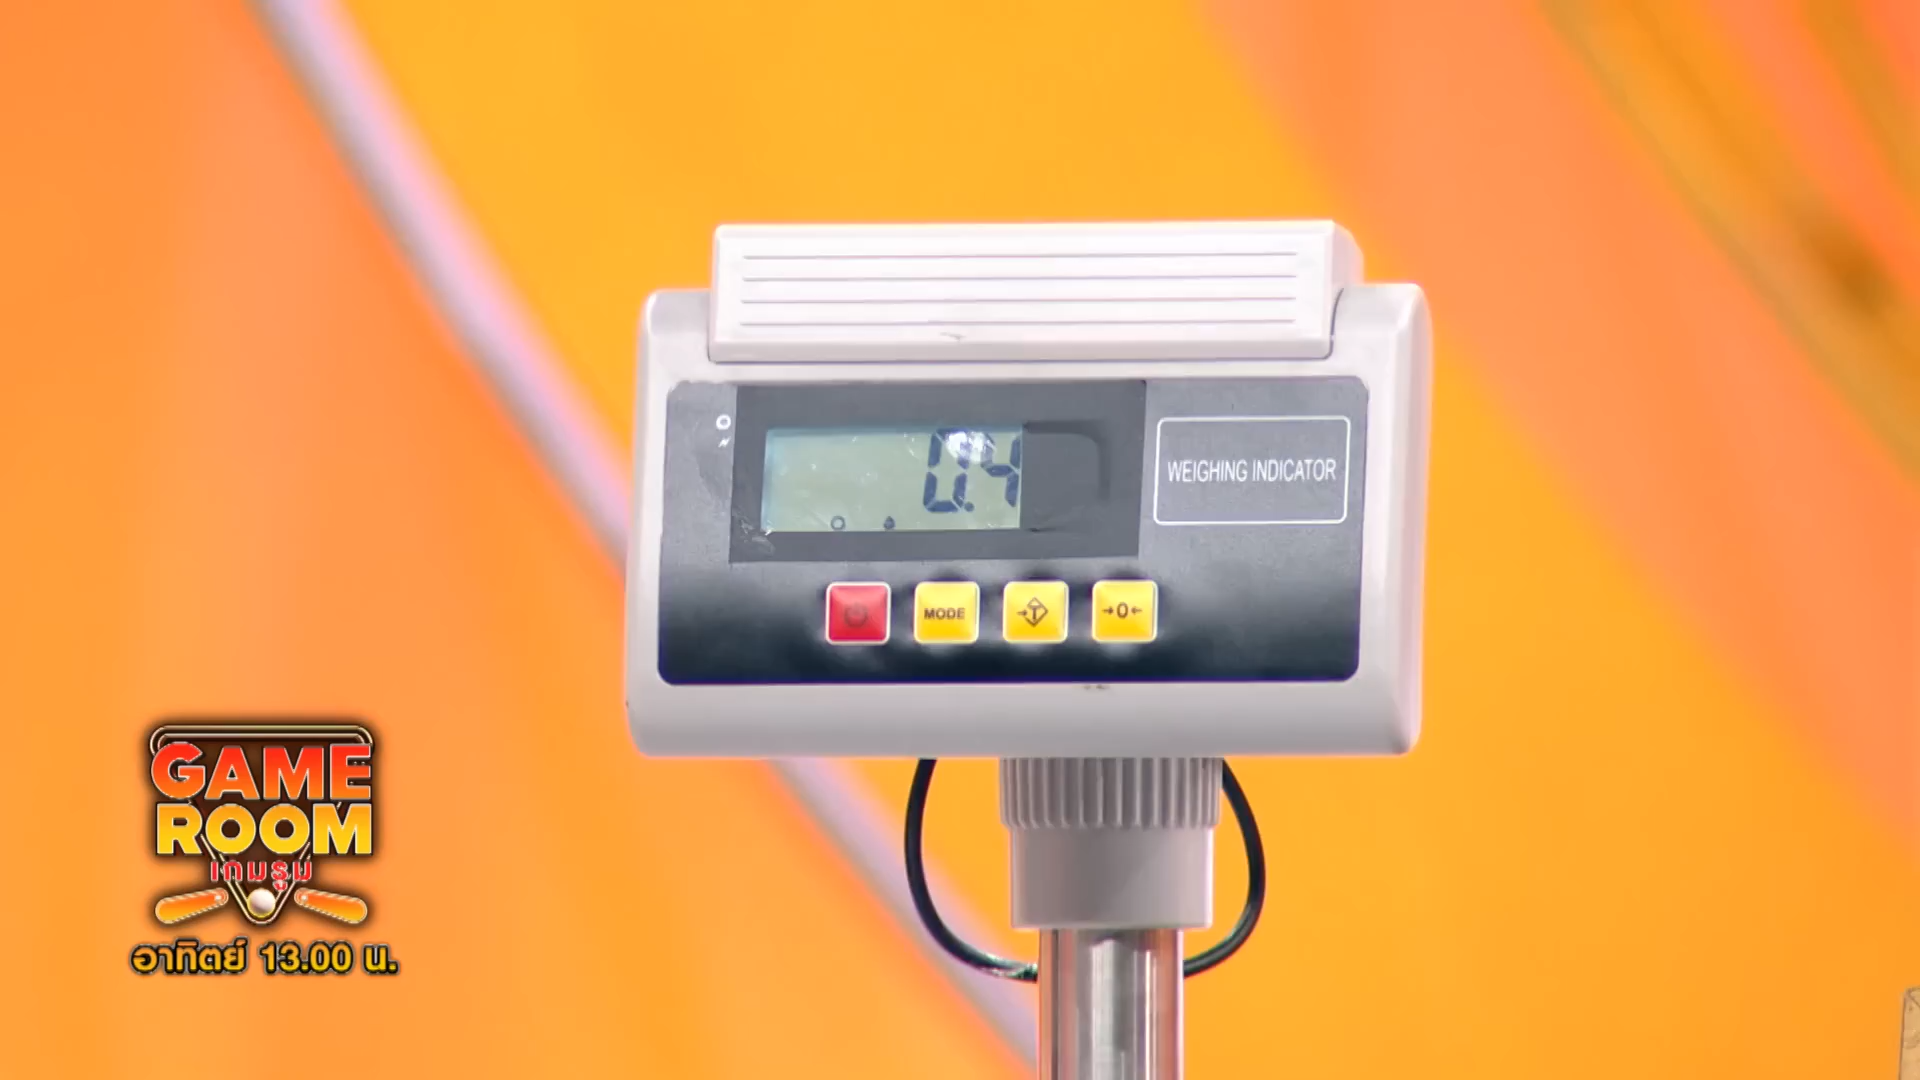 0.4
WEIGHING INDICATOR
MODE
→T
→0←
GAME
ROOM
เกมรูม
อาทิตย์ 13.00 น.